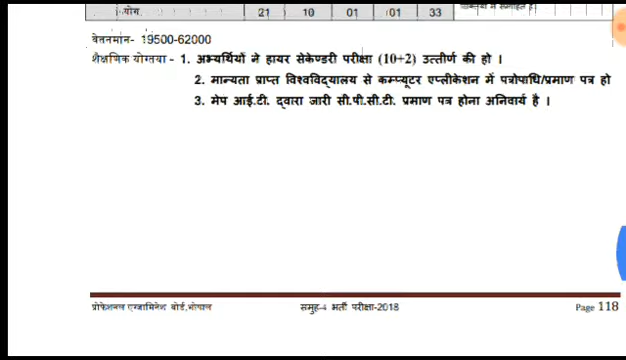 योग. 21 10 01 01 33
वेतनमान- 19500-62000
शैक्षणिक योग्तया - 1. अभ्यर्थियों ने हायर सेकेण्डरी परीक्षा (10+2) उत्तीर्ण की हो ।
2. मान्यता प्राप्त विश्वविद्यालय से कम्प्यूटर एप्लीकेशन में पत्रोपाधि/प्रमाण पत्र हो
3. मेप आई.टी. द्वारा जारी सी.पी.सी.टी. प्रमाण पत्र होना अनिवार्य है ।
प्रोफेशनल एग्जामिनेशन बोर्ड,भोपाल समूह-4 भर्ती परीक्षा-2018 Page 118